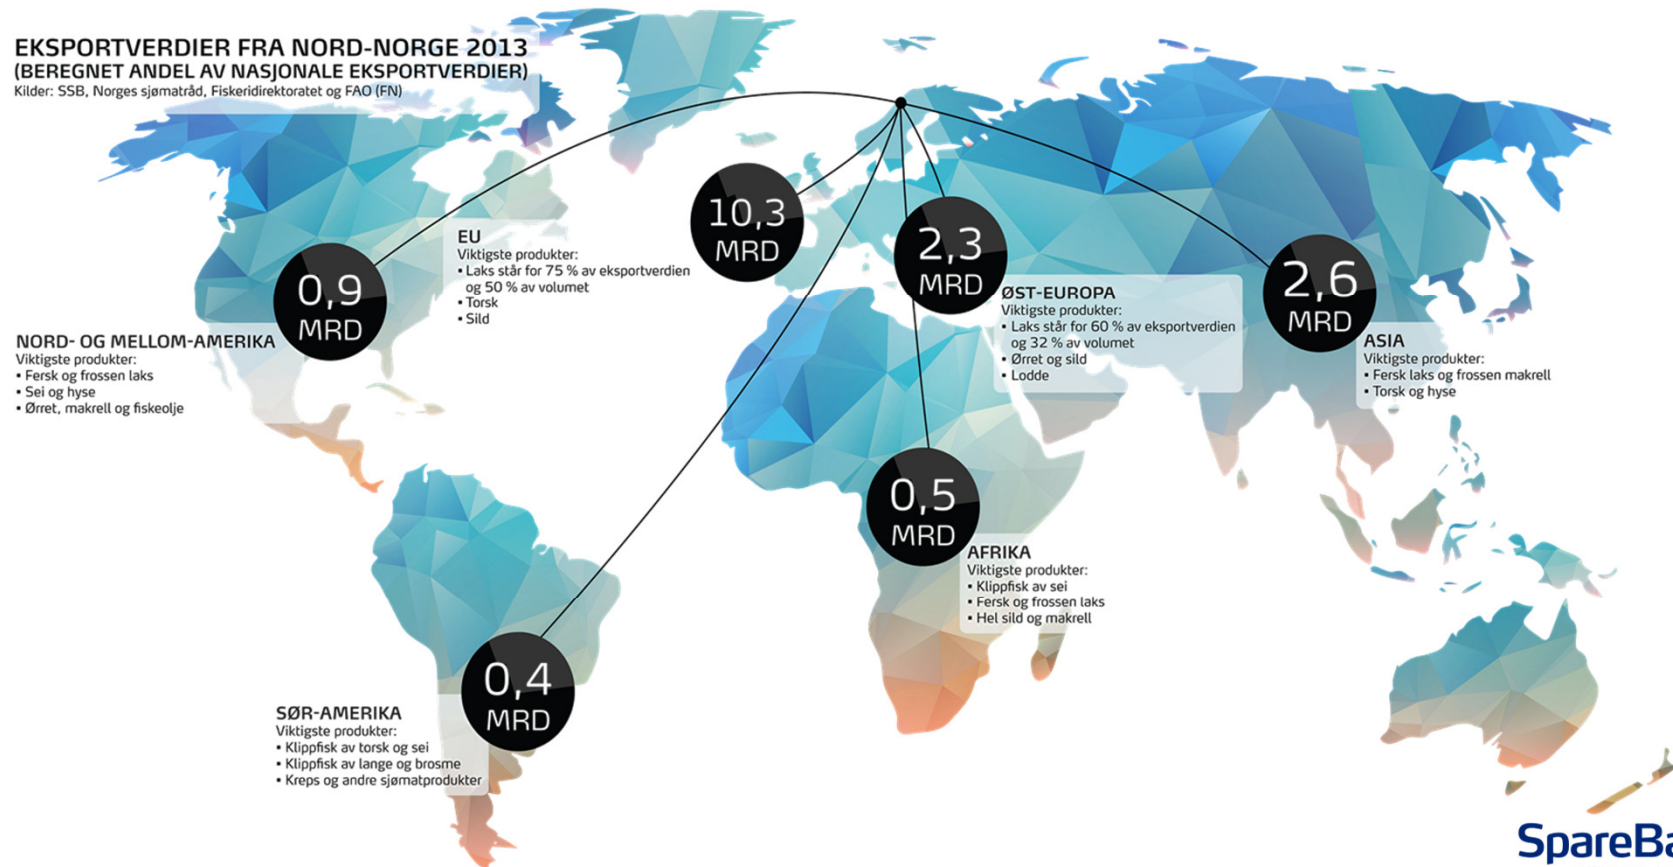 EKSPORTVERDIER FRA NORD-NORGE 2013
(BEREGNET ANDEL AV NASJONALE EKSPORTVERDIER)
Kilder: SSB, Norges sjømatråd, Fiskeridirektoratet og FAO (FN)
0,9
MRD
NORD- OG MELLOM-AMERIKA
Viktigste produkter:
▪ Fersk og frossen laks
▪ Sei og hyse
▪ Ørret, makrell og fiskeolje
10,3
MRD
EU
Viktigste produkter:
▪ Laks står for 75 % av eksportverdien
og 50 % av volumet
▪ Torsk
▪ Sild
2,3
MRD
ØST-EUROPA
Viktigste produkter:
▪ Laks står for 60 % av eksportverdien
og 32 % av volumet
▪ Ørret og sild
▪ Lodde
2,6
MRD
ASIA
Viktigste produkter:
▪ Fersk laks og frossen makrell
▪ Torsk og hyse
0,5
MRD
AFRIKA
Viktigste produkter:
▪ Klippfisk av sei
▪ Fersk og frossen laks
▪ Hel sild og makrell
0,4
MRD
SØR-AMERIKA
Viktigste produkter:
▪ Klippfisk av torsk og sei
▪ Klippfisk av lange og brosme
▪ Kreps og andre sjømatprodukter
SpareBa